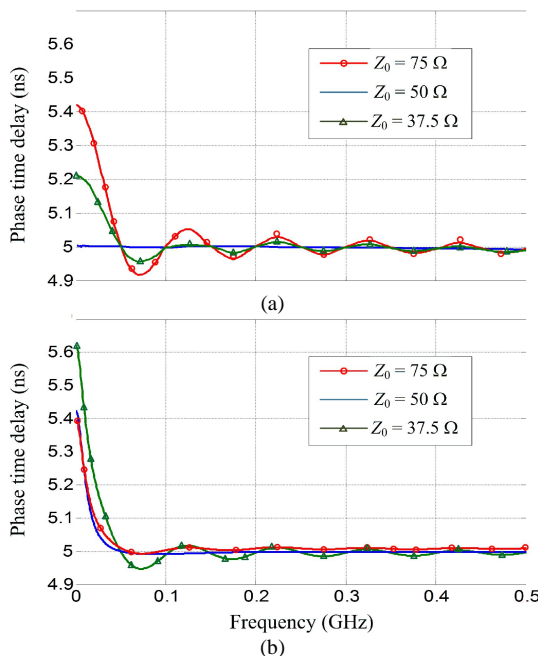 (a)
Phase time delay (ns)
5.6
5.5
5.4
5.3
5.2
5.1
5
4.9
Z0 = 75 Ω
Z0 = 50 Ω
Z0 = 37.5 Ω
(a)
Phase time delay (ns)
5.6
5.5
5.4
5.3
5.2
5.1
5
4.9
Z0 = 75 Ω
Z0 = 50 Ω
Z0 = 37.5 Ω
0
0.1
0.2
0.3
0.4
0.5
Frequency (GHz)
(b)